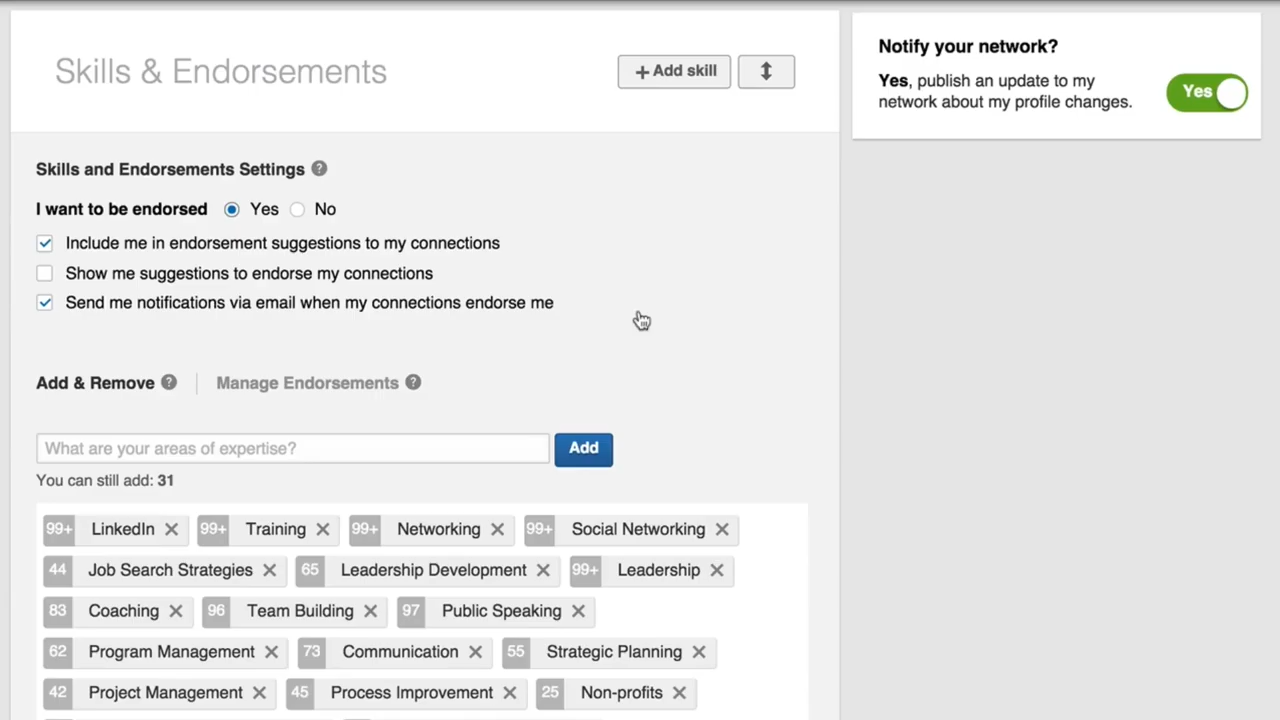 Skills & Endorsements
+ Add skill
Notify your network?
Yes, publish an update to my
network about my profile changes.
Yes
Skills and Endorsements Settings ?
I want to be endorsed Yes No
Include me in endorsement suggestions to my connections
Show me suggestions to endorse my connections
Send me notifications via email when my connections endorse me
Add & Remove ? Manage Endorsements ?
What are your areas of expertise? Add
You can still add: 31
99+ LinkedIn 99+ Training 99+ Networking 99+ Social Networking
44 Job Search Strategies 65 Leadership Development 99+ Leadership
83 Coaching 96 Team Building 97 Public Speaking
62 Program Management 73 Communication 55 Strategic Planning
42 Project Management 45 Process Improvement 25 Non-profits